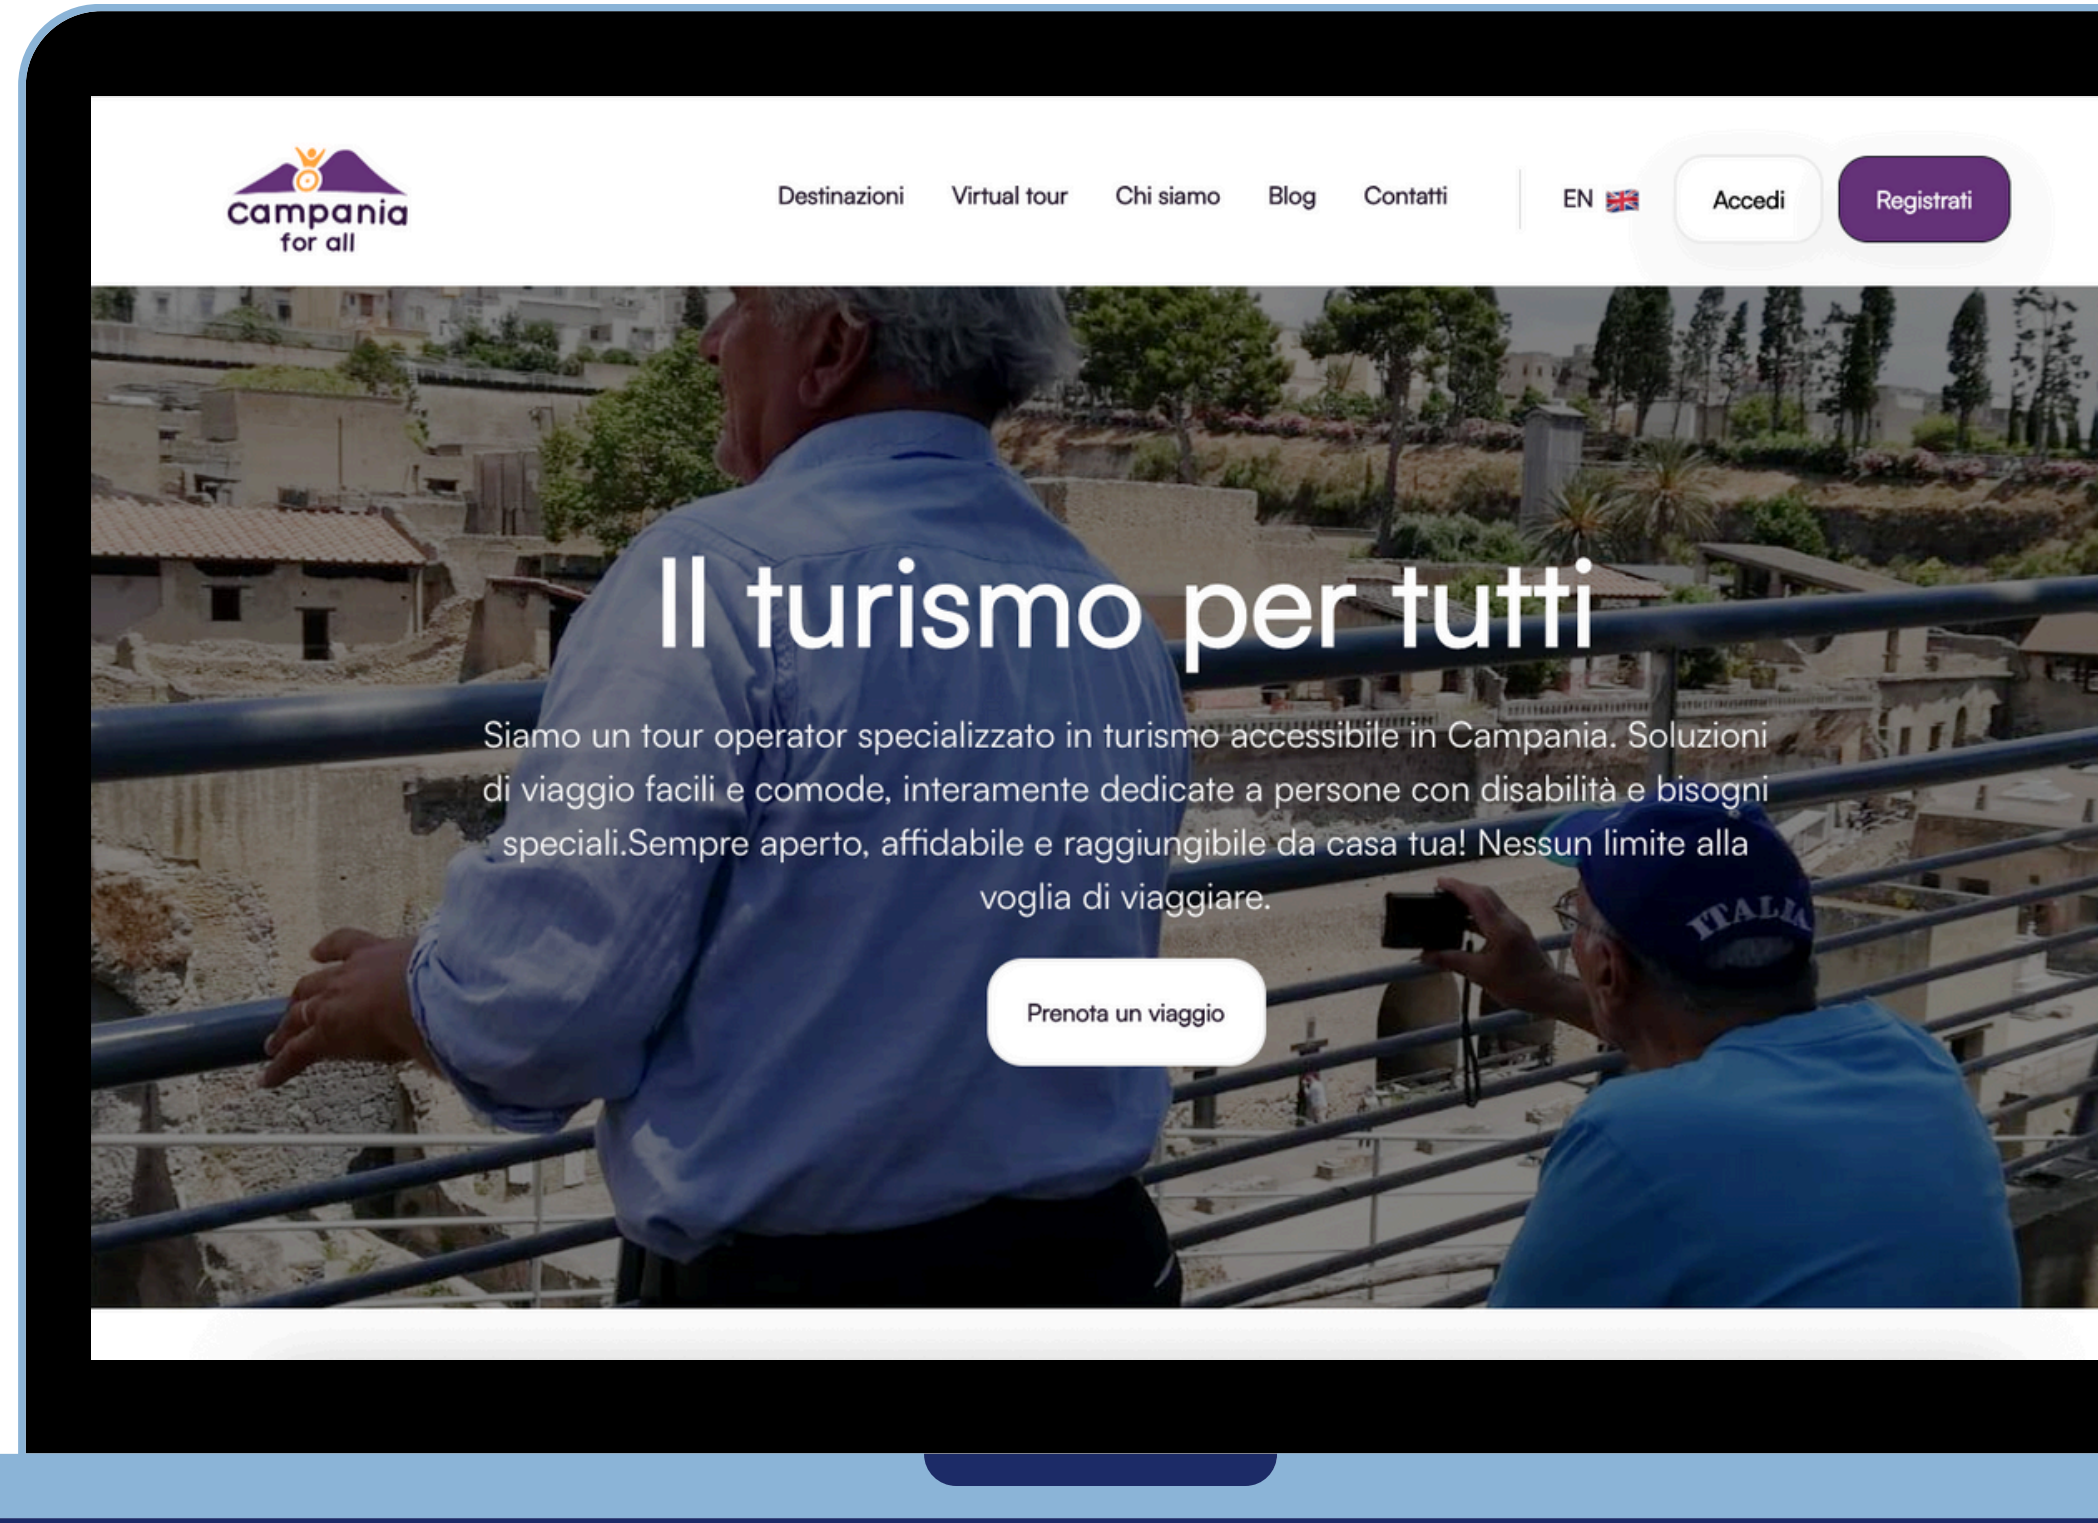 campania
for all
Destinazioni
Virtual tour
Chi siamo
Blog
Contatti
EN
Accedi
Registrati
Il turismo per tutti
Siamo un tour operator specializzato in turismo accessibile in Campania. Soluzioni
di viaggio facili e comode, interamente dedicate a persone con disabilità e bisogni
speciali.Sempre aperto, affidabile e raggiungibile da casa tua! Nessun limite alla
voglia di viaggiare.
ITALIA
Prenota un viaggio